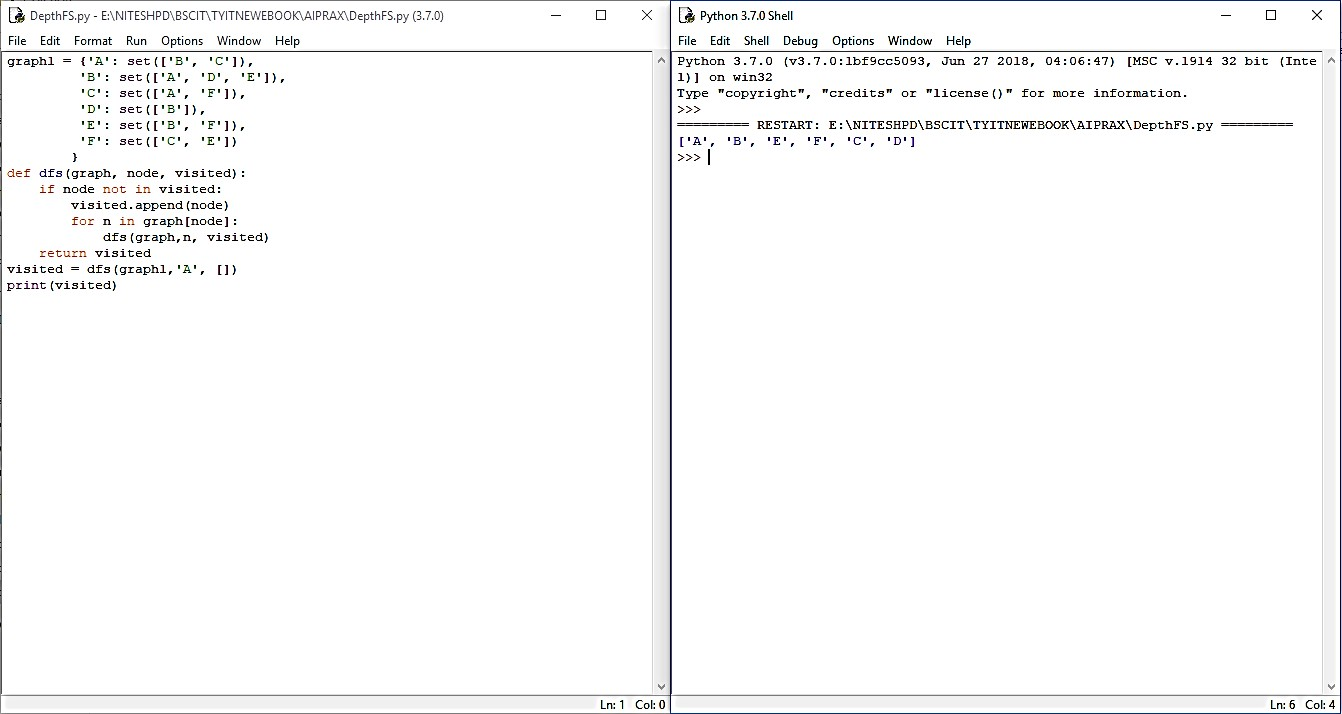 DepthFS.py - E:\NITESHPD\BSCIT\TYITNEWEBOOK\AIPRAX\DepthFS.py (3.7.0)
File Edit Format Run Options Window Help
graph1 = {'A': set(['B', 'C']),
         'B': set(['A', 'D', 'E']),
         'C': set(['A', 'F']),
         'D': set(['B']),
         'E': set(['B', 'F']),
         'F': set(['C', 'E'])
        }
def dfs(graph, node, visited):
    if node not in visited:
        visited.append(node)
        for n in graph[node]:
            dfs(graph,n, visited)
    return visited
visited = dfs(graph1,'A', [])
print(visited)
Ln: 1 Col: 0
Python 3.7.0 Shell
File Edit Shell Debug Options Window Help
Python 3.7.0 (v3.7.0:1bf9cc5093, Jun 27 2018, 04:06:47) [MSC v.1914 32 bit (Inte
l)] on win32
Type "copyright", "credits" or "license()" for more information.
>>>
========= RESTART: E:\NITESHPD\BSCIT\TYITNEWEBOOK\AIPRAX\DepthFS.py =========
['A', 'B', 'E', 'F', 'C', 'D']
>>>
Ln: 6 Col: 4